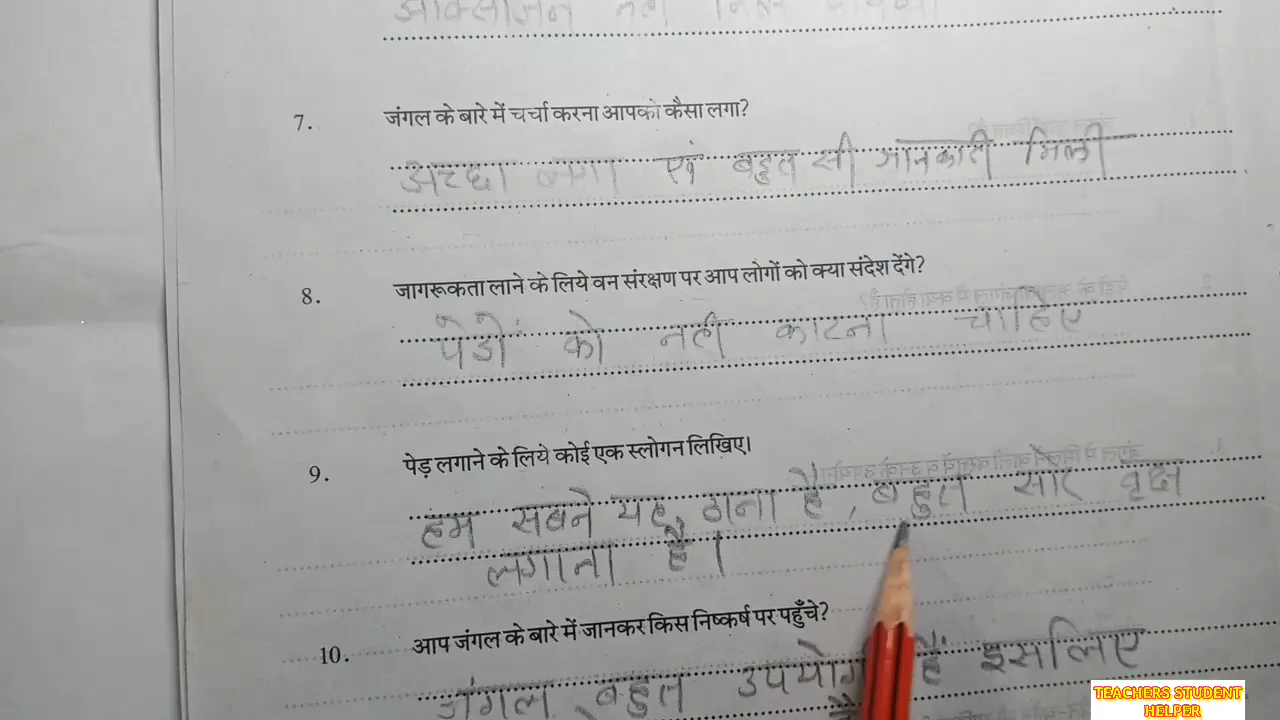 7. जंगल के बारे में चर्चा करना आपको कैसा लगा?
अच्छा लगा एवं बहुत सी जानकारी मिली
8. जागरूकता लाने के लिये वन संरक्षण पर आप लोगों को क्या संदेश देंगे?
पेडो को नही काटना चाहिए
9. पेड़ लगाने के लिये कोई एक स्लोगन लिखिए।
हम सबने यह ठाना है, बहुत सारे वृक्ष
लगाना है।
10. आप जंगल के बारे में जानकर किस निष्कर्ष पर पहुँचे?
जंगल बहुत उपयोगी हैं इसलिए
TEACHERS STUDENT
HELPER